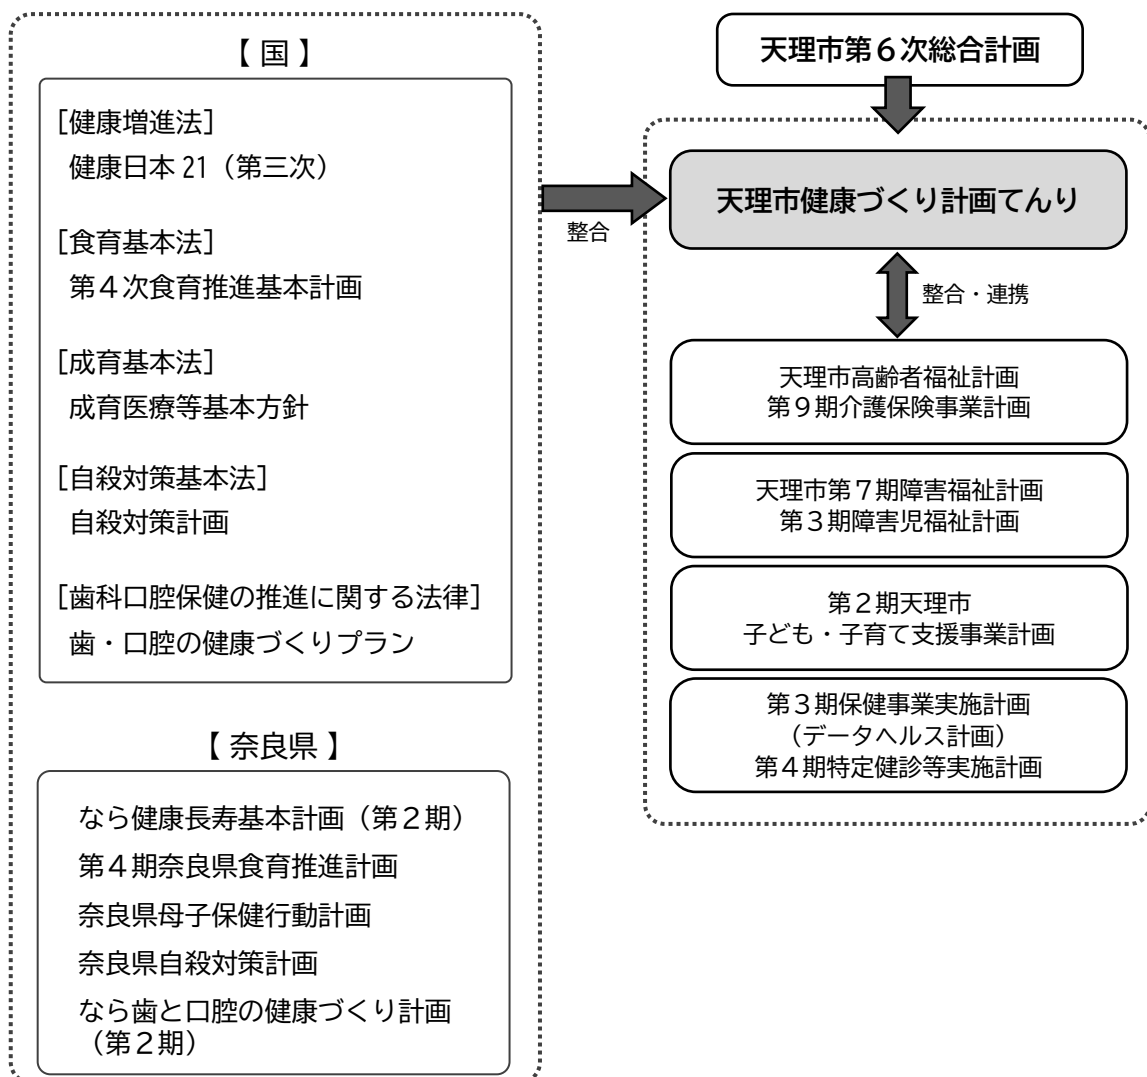 【 国 】
[健康増進法]
健康日本 21（第三次）
[食育基本法]
第４次食育推進基本計画
[成育基本法]
成育医療等基本方針
[自殺対策基本法]
自殺対策計画
[歯科口腔保健の推進に関する法律]
歯・口腔の健康づくりプラン
【 奈良県 】
なら健康長寿基本計画（第２期）
第４期奈良県食育推進計画
奈良県母子保健行動計画
奈良県自殺対策計画
なら歯と口腔の健康づくり計画
（第２期）
整合
天理市第６次総合計画
天理市健康づくり計画てんり
整合・連携
天理市高齢者福祉計画
第９期介護保険事業計画
天理市第７期障害福祉計画
第３期障害児福祉計画
第２期天理市
子ども・子育て支援事業計画
第３期保健事業実施計画
（データヘルス計画）
第４期特定健診等実施計画